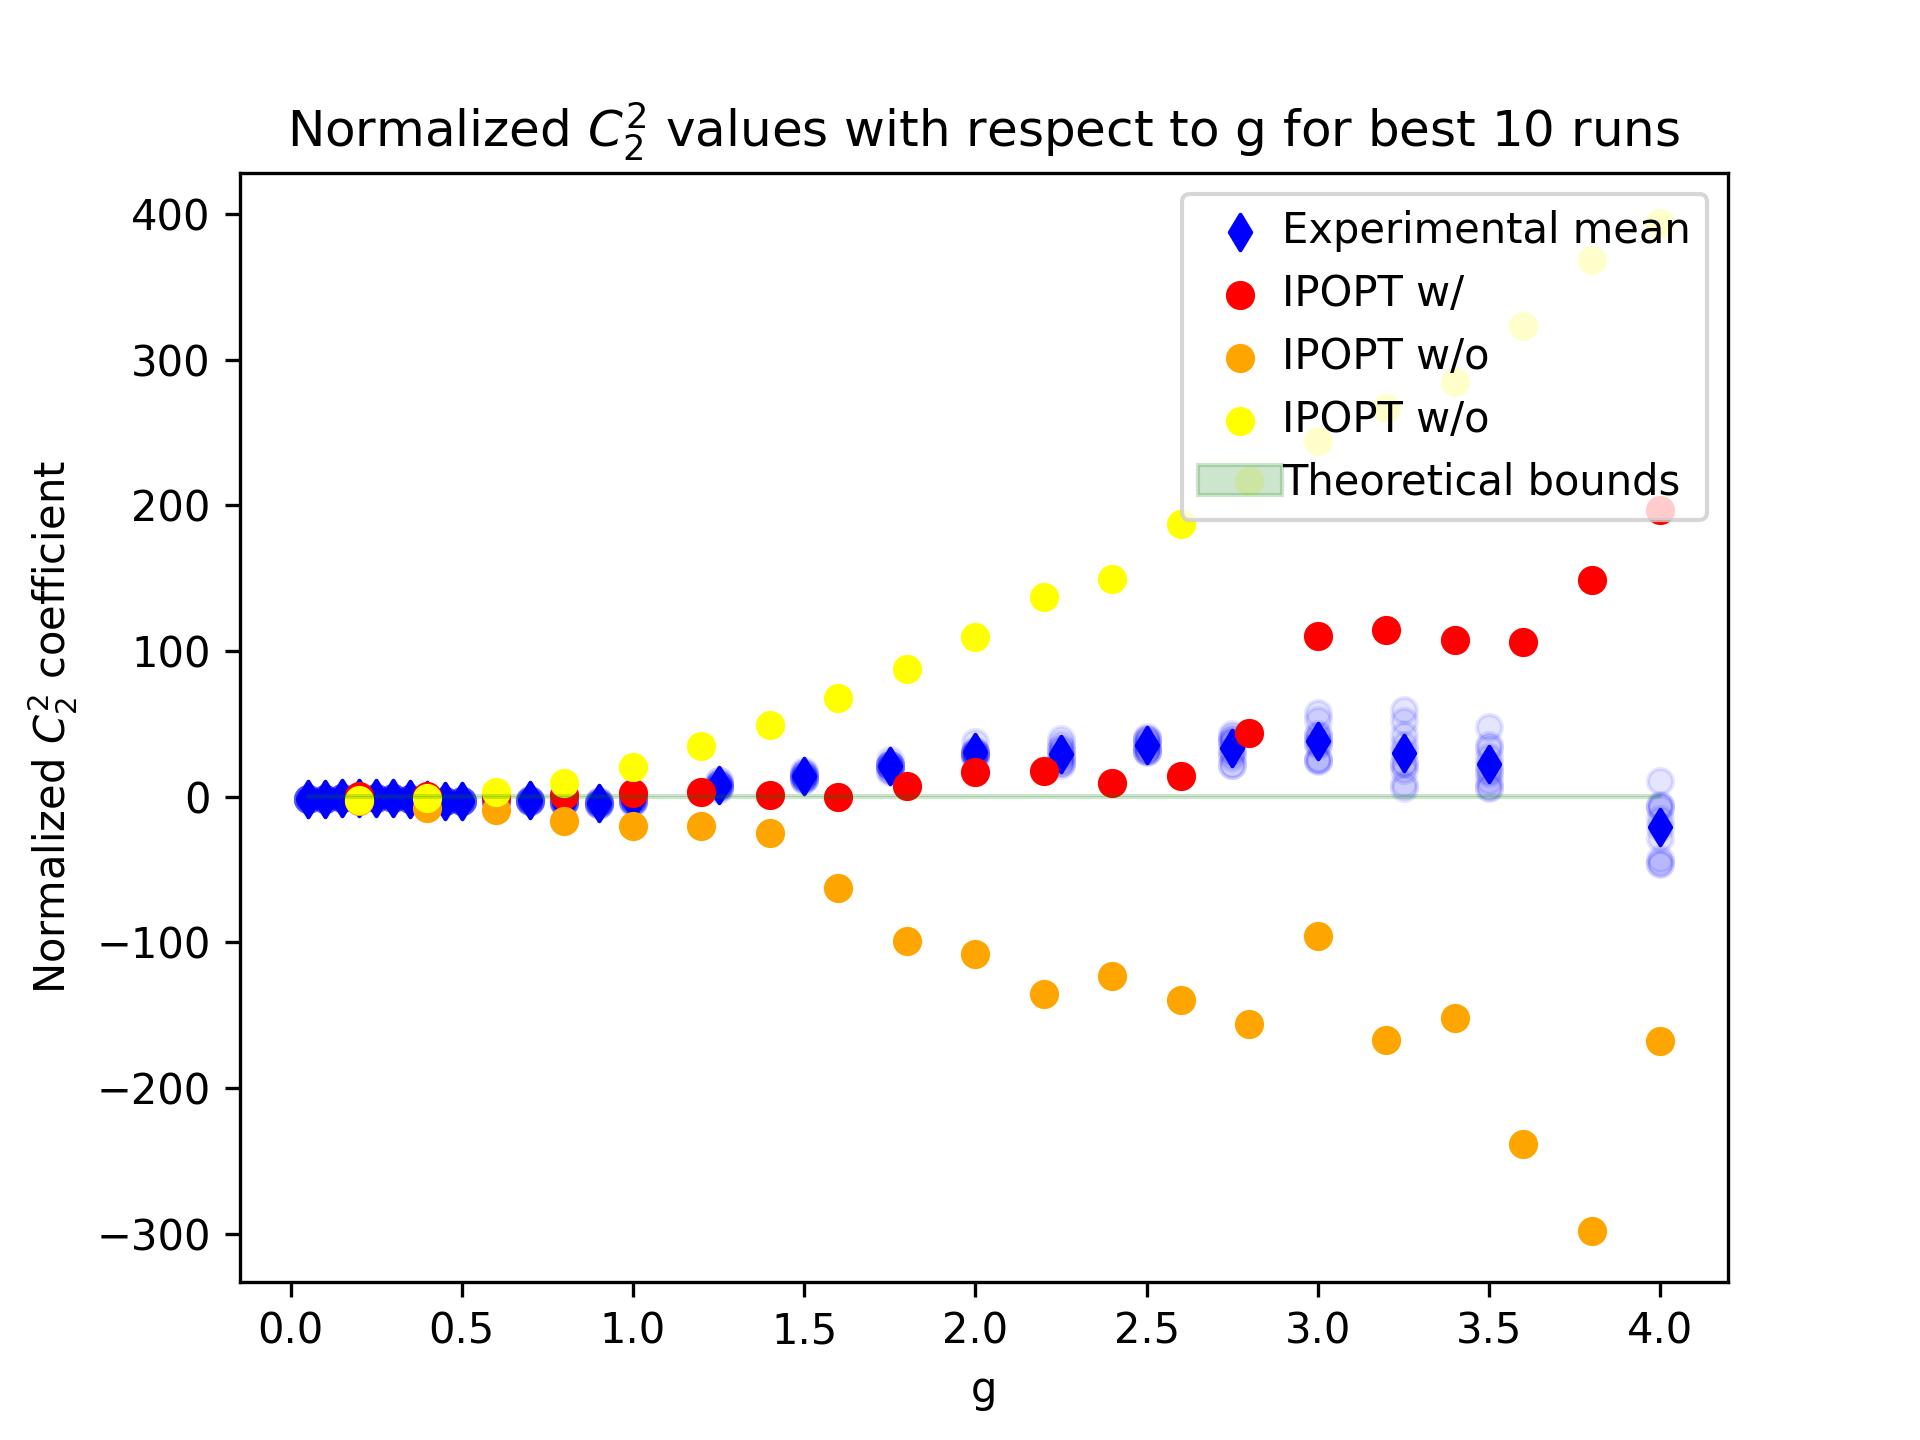 Normalized $C_2^2$ values with respect to g for best 10 runs
Normalized $C_2^2$ coefficient
400
300
200
100
0
−100
−200
−300
Experimental mean
IPOPT w/
IPOPT w/o
IPOPT w/o
Theoretical bounds
0.0 0.5 1.0 1.5 2.0 2.5 3.0 3.5 4.0
g